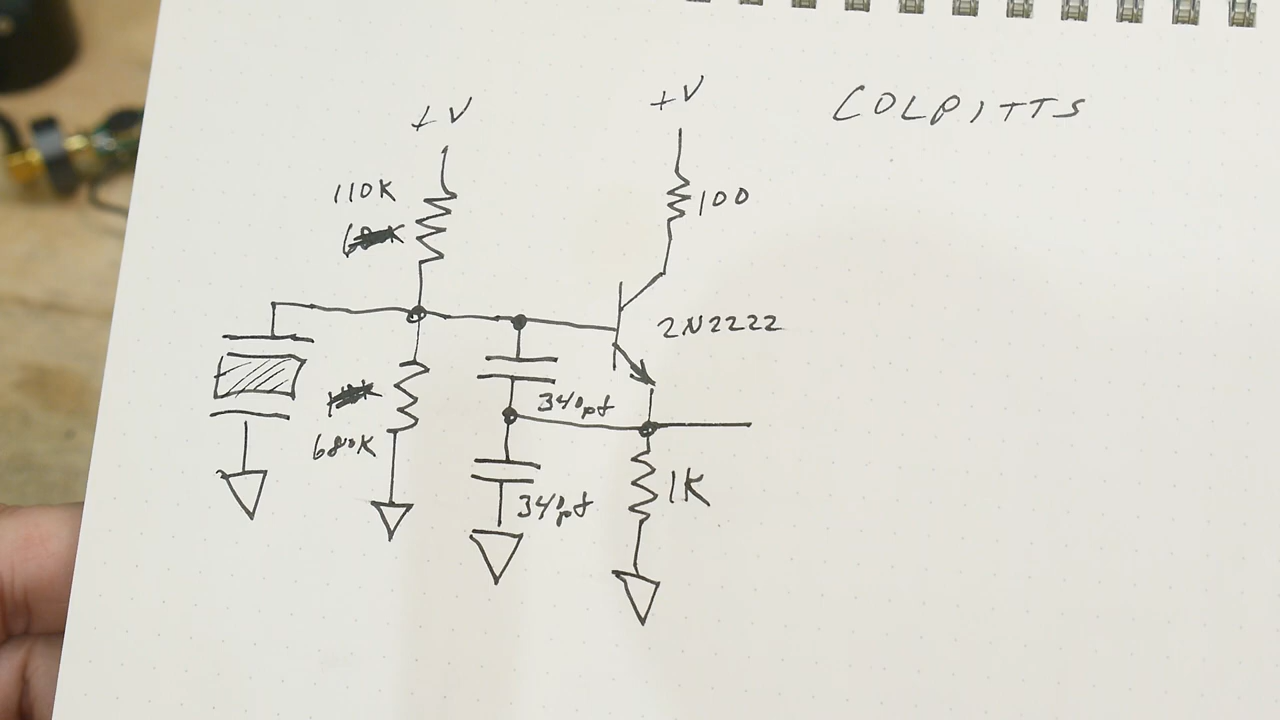 COLPITTS
+V
+V
110K
100
2N2222
340pf
680K
1K
340pf